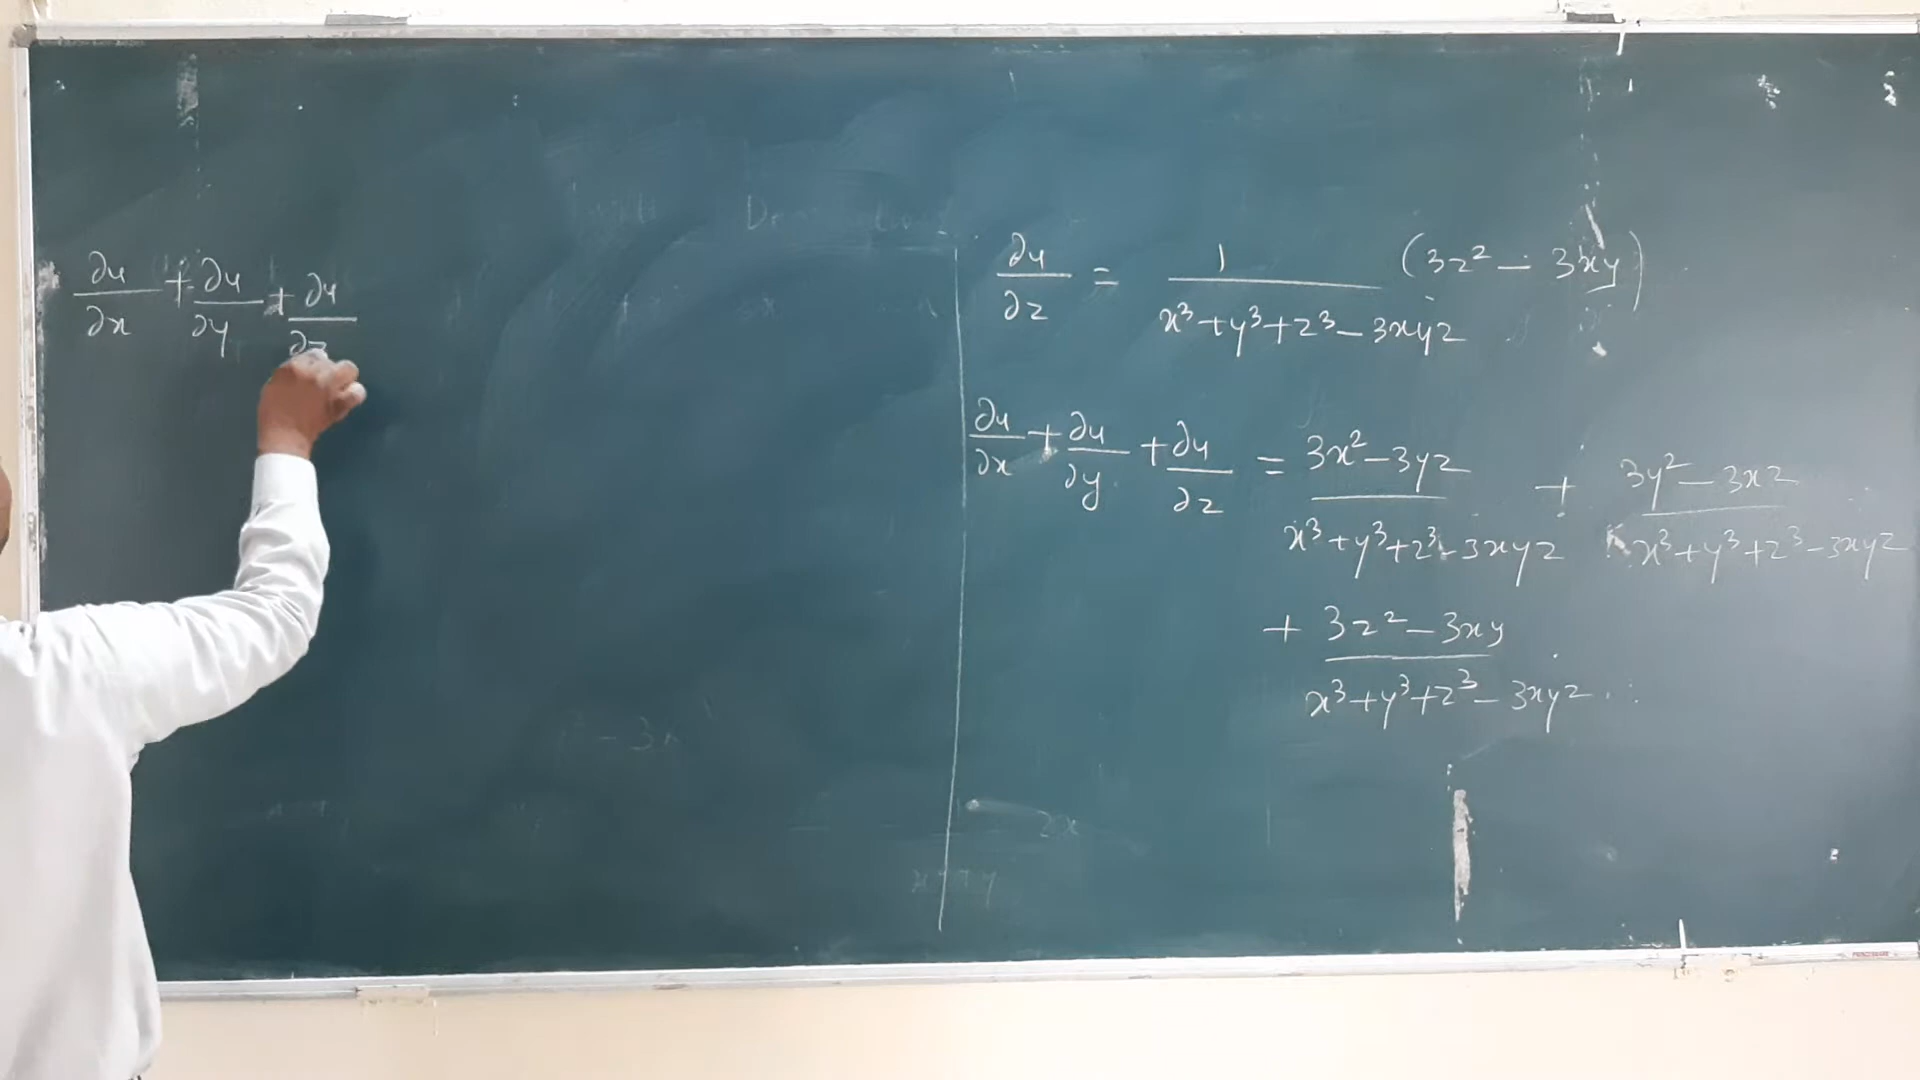 ∂u/∂x + ∂u/∂y + ∂u/∂z
∂u/∂z = 1/(x³+y³+z³−3xyz) (3z²−3xy)
∂u/∂x + ∂u/∂y + ∂u/∂z = (3x²−3yz)/(x³+y³+z³−3xyz) + (3y²−3xz)/(x³+y³+z³−3xyz)
+ (3z²−3xy)/(x³+y³+z³−3xyz)